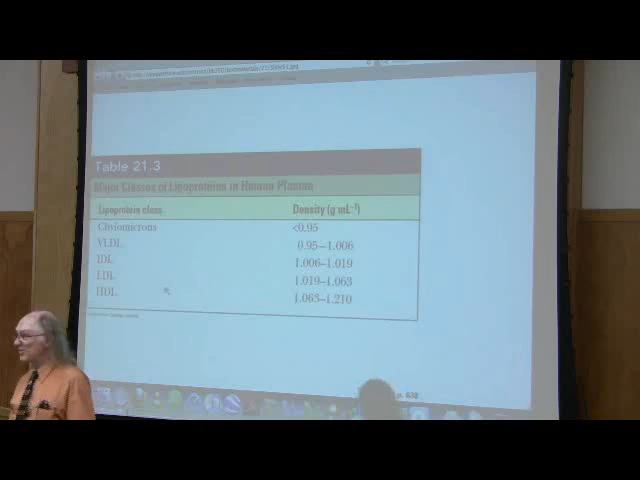 Table 21.3
Major Classes of Lipoproteins in Human Plasma
Lipoprotein class Density (g mL⁻¹)
Chylomicrons <0.95
VLDL 0.95–1.006
IDL 1.006–1.019
LDL 1.019–1.063
HDL 1.063–1.210
p. 632